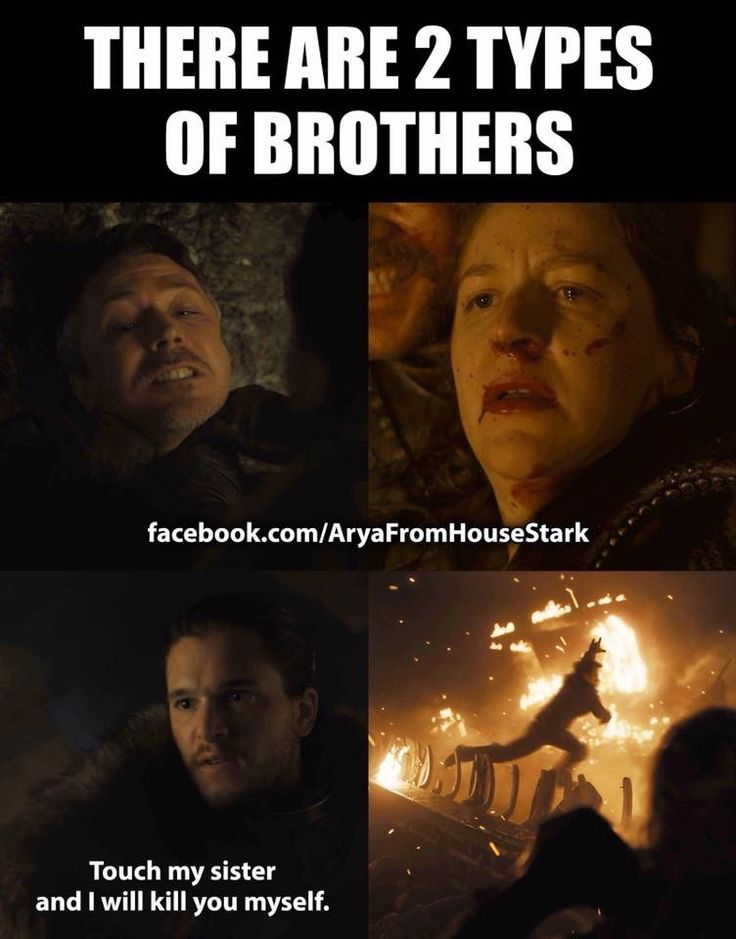 THERE ARE 2 TYPES
OF BROTHERS
facebook.com/AryaFromHouseStark
Touch my sister
and I will kill you myself.